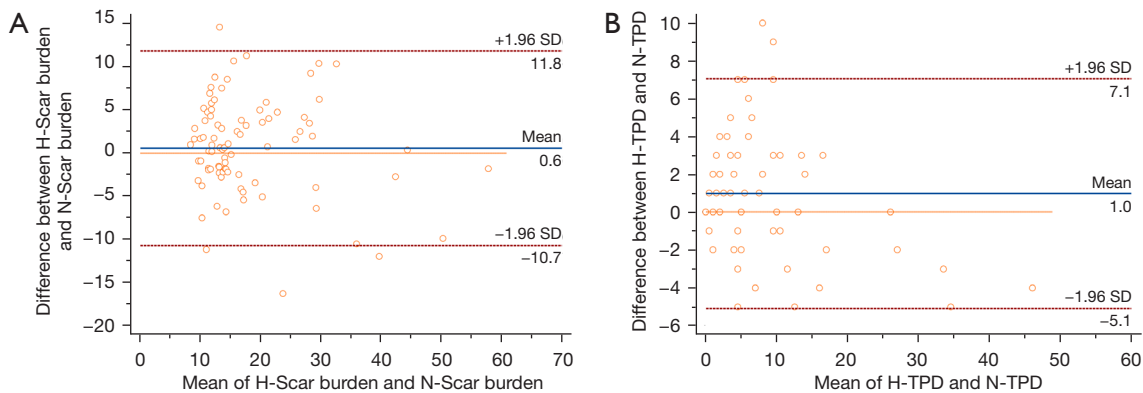 A
Difference between H-Scar burden
and N-Scar burden
15
10
5
0
−5
−10
−15
−20
+1.96 SD
11.8
Mean
0.6
−1.96 SD
−10.7
0 10 20 30 40 50 60 70
Mean of H-Scar burden and N-Scar burden
B
Difference between H-TPD and N-TPD
10
8
6
4
2
0
−2
−4
−6
+1.96 SD
7.1
Mean
1.0
−1.96 SD
−5.1
0 10 20 30 40 50 60
Mean of H-TPD and N-TPD